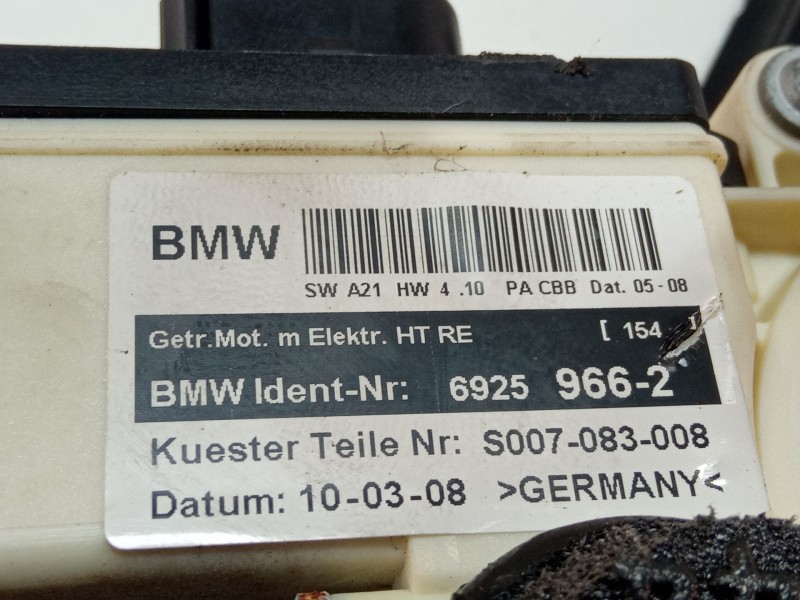 BMW
SW A21 HW 4 .10 PA CBB Dat. 05-08
Getr.Mot. m Elektr. HT RE [ 154 ]
BMW Ident-Nr: 6925 966-2
Kuester Teile Nr: S007-083-008
Datum: 10-03-08 >GERMANY<